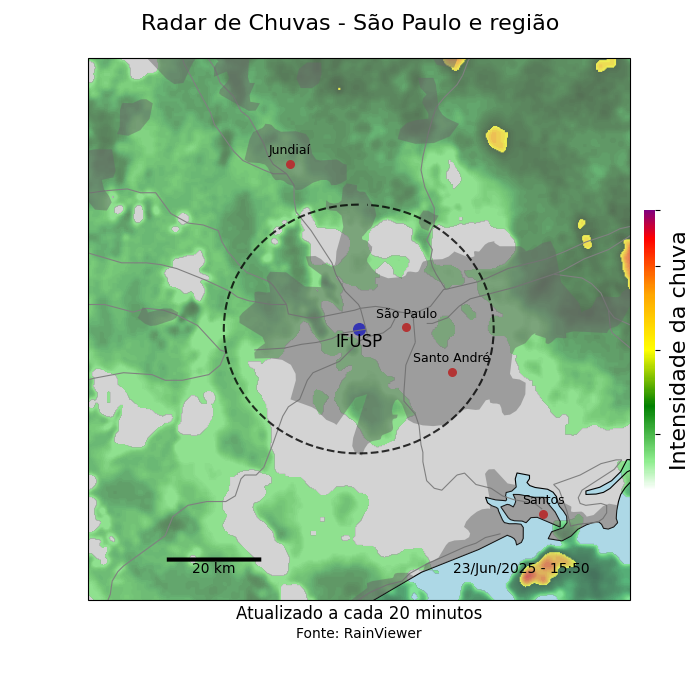 Radar de Chuvas - São Paulo e região
Jundiaí
São Paulo
IFUSP
Santo André
Santos
20 km
23/Jun/2025 - 15:50
Intensidade da chuva
Atualizado a cada 20 minutos
Fonte: RainViewer